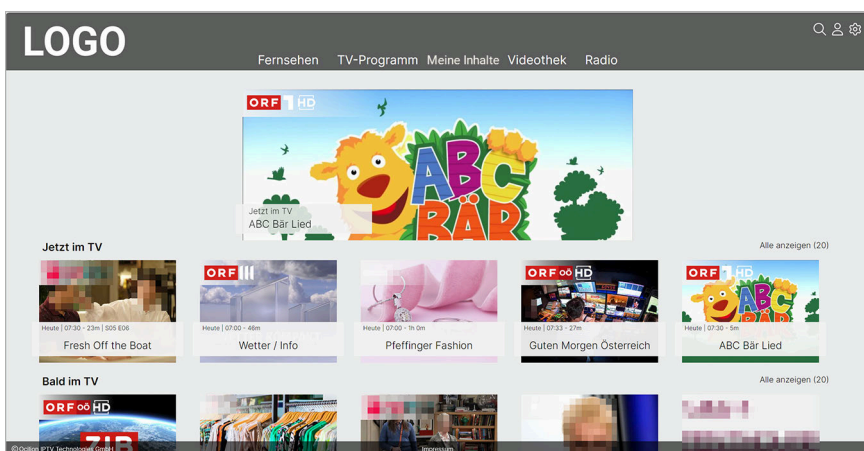 LOGO
Fernsehen TV-Programm Meine Inhalte Videothek Radio
ORF 1 HD
ABC
BÄR
Jetzt im TV
ABC Bär Lied
Jetzt im TV
Alle anzeigen (20)
Heute | 07:30 - 23m | S05 E06
Fresh Off the Boat
ORF III
Heute | 07:00 - 46m
Wetter / Info
Heute | 07:00 - 1h 0m
Pfeffinger Fashion
ORF OÖ HD
Heute | 07:33 - 27m
Guten Morgen Österreich
ORF 1 HD
ABC
BÄR
Heute | 07:30 - 5m
ABC Bär Lied
Bald im TV
Alle anzeigen (20)
ORF OÖ HD
ZIB
©Ocilion IPTV Technologies GmbH
Impressum